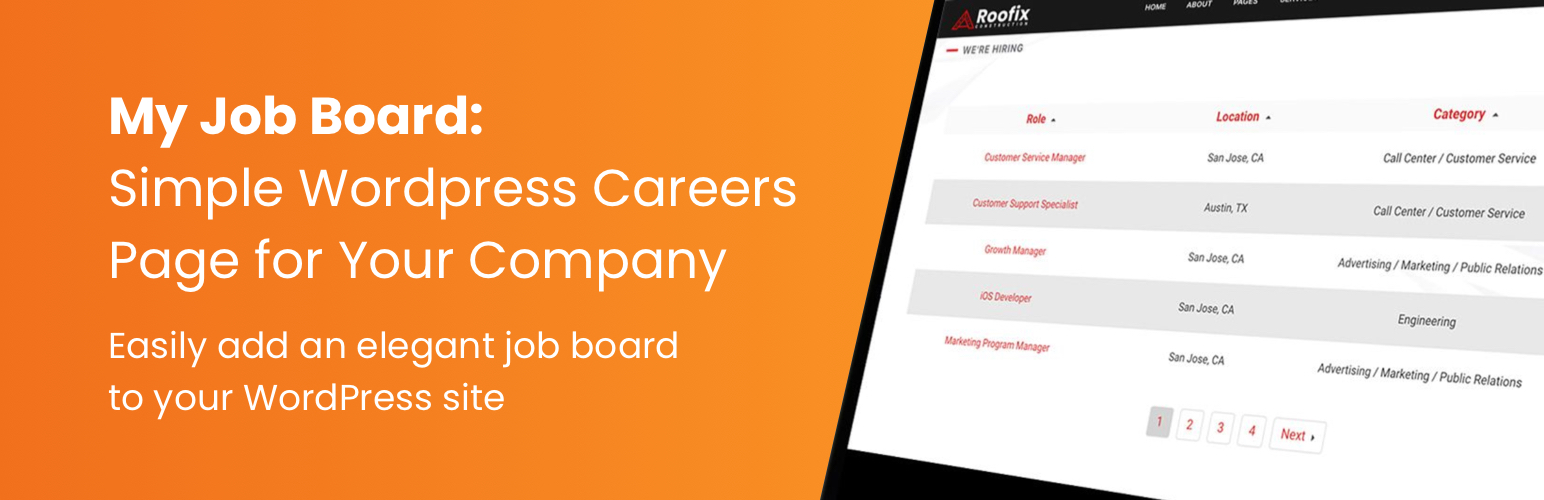 My Job Board:
Simple Wordpress Careers
Page for Your Company
Easily add an elegant job board
to your WordPress site
Roofix
CONSTRUCTION
HOME ABOUT PAGES
WE'RE HIRING
Role Location Category
Customer Service Manager San Jose, CA Call Center / Customer Service
Customer Support Specialist Austin, TX Call Center / Customer Service
Growth Manager San Jose, CA Advertising / Marketing / Public Relations
iOS Developer San Jose, CA Engineering
Marketing Program Manager San Jose, CA Advertising / Marketing / Public Relations
1 2 3 4 Next